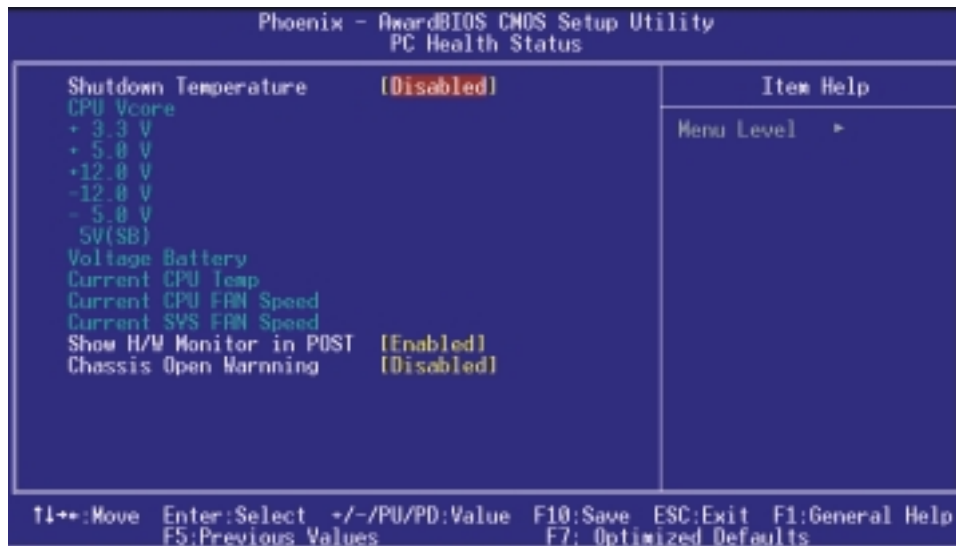 Phoenix - AwardBIOS CMOS Setup Utility
PC Health Status
Shutdown Temperature [Disabled]
CPU Vcore
+ 3.3 V
+ 5.0 V
+12.0 V
-12.0 V
- 5.0 V
5V(SB)
Voltage Battery
Current CPU Temp
Current CPU FAN Speed
Current SYS FAN Speed
Show H/W Monitor in POST [Enabled]
Chassis Open Warnning [Disabled]
Item Help
Menu Level ►
↑↓→←:Move Enter:Select +/-/PU/PD:Value F10:Save ESC:Exit F1:General Help
F5:Previous Values F7: Optimized Defaults